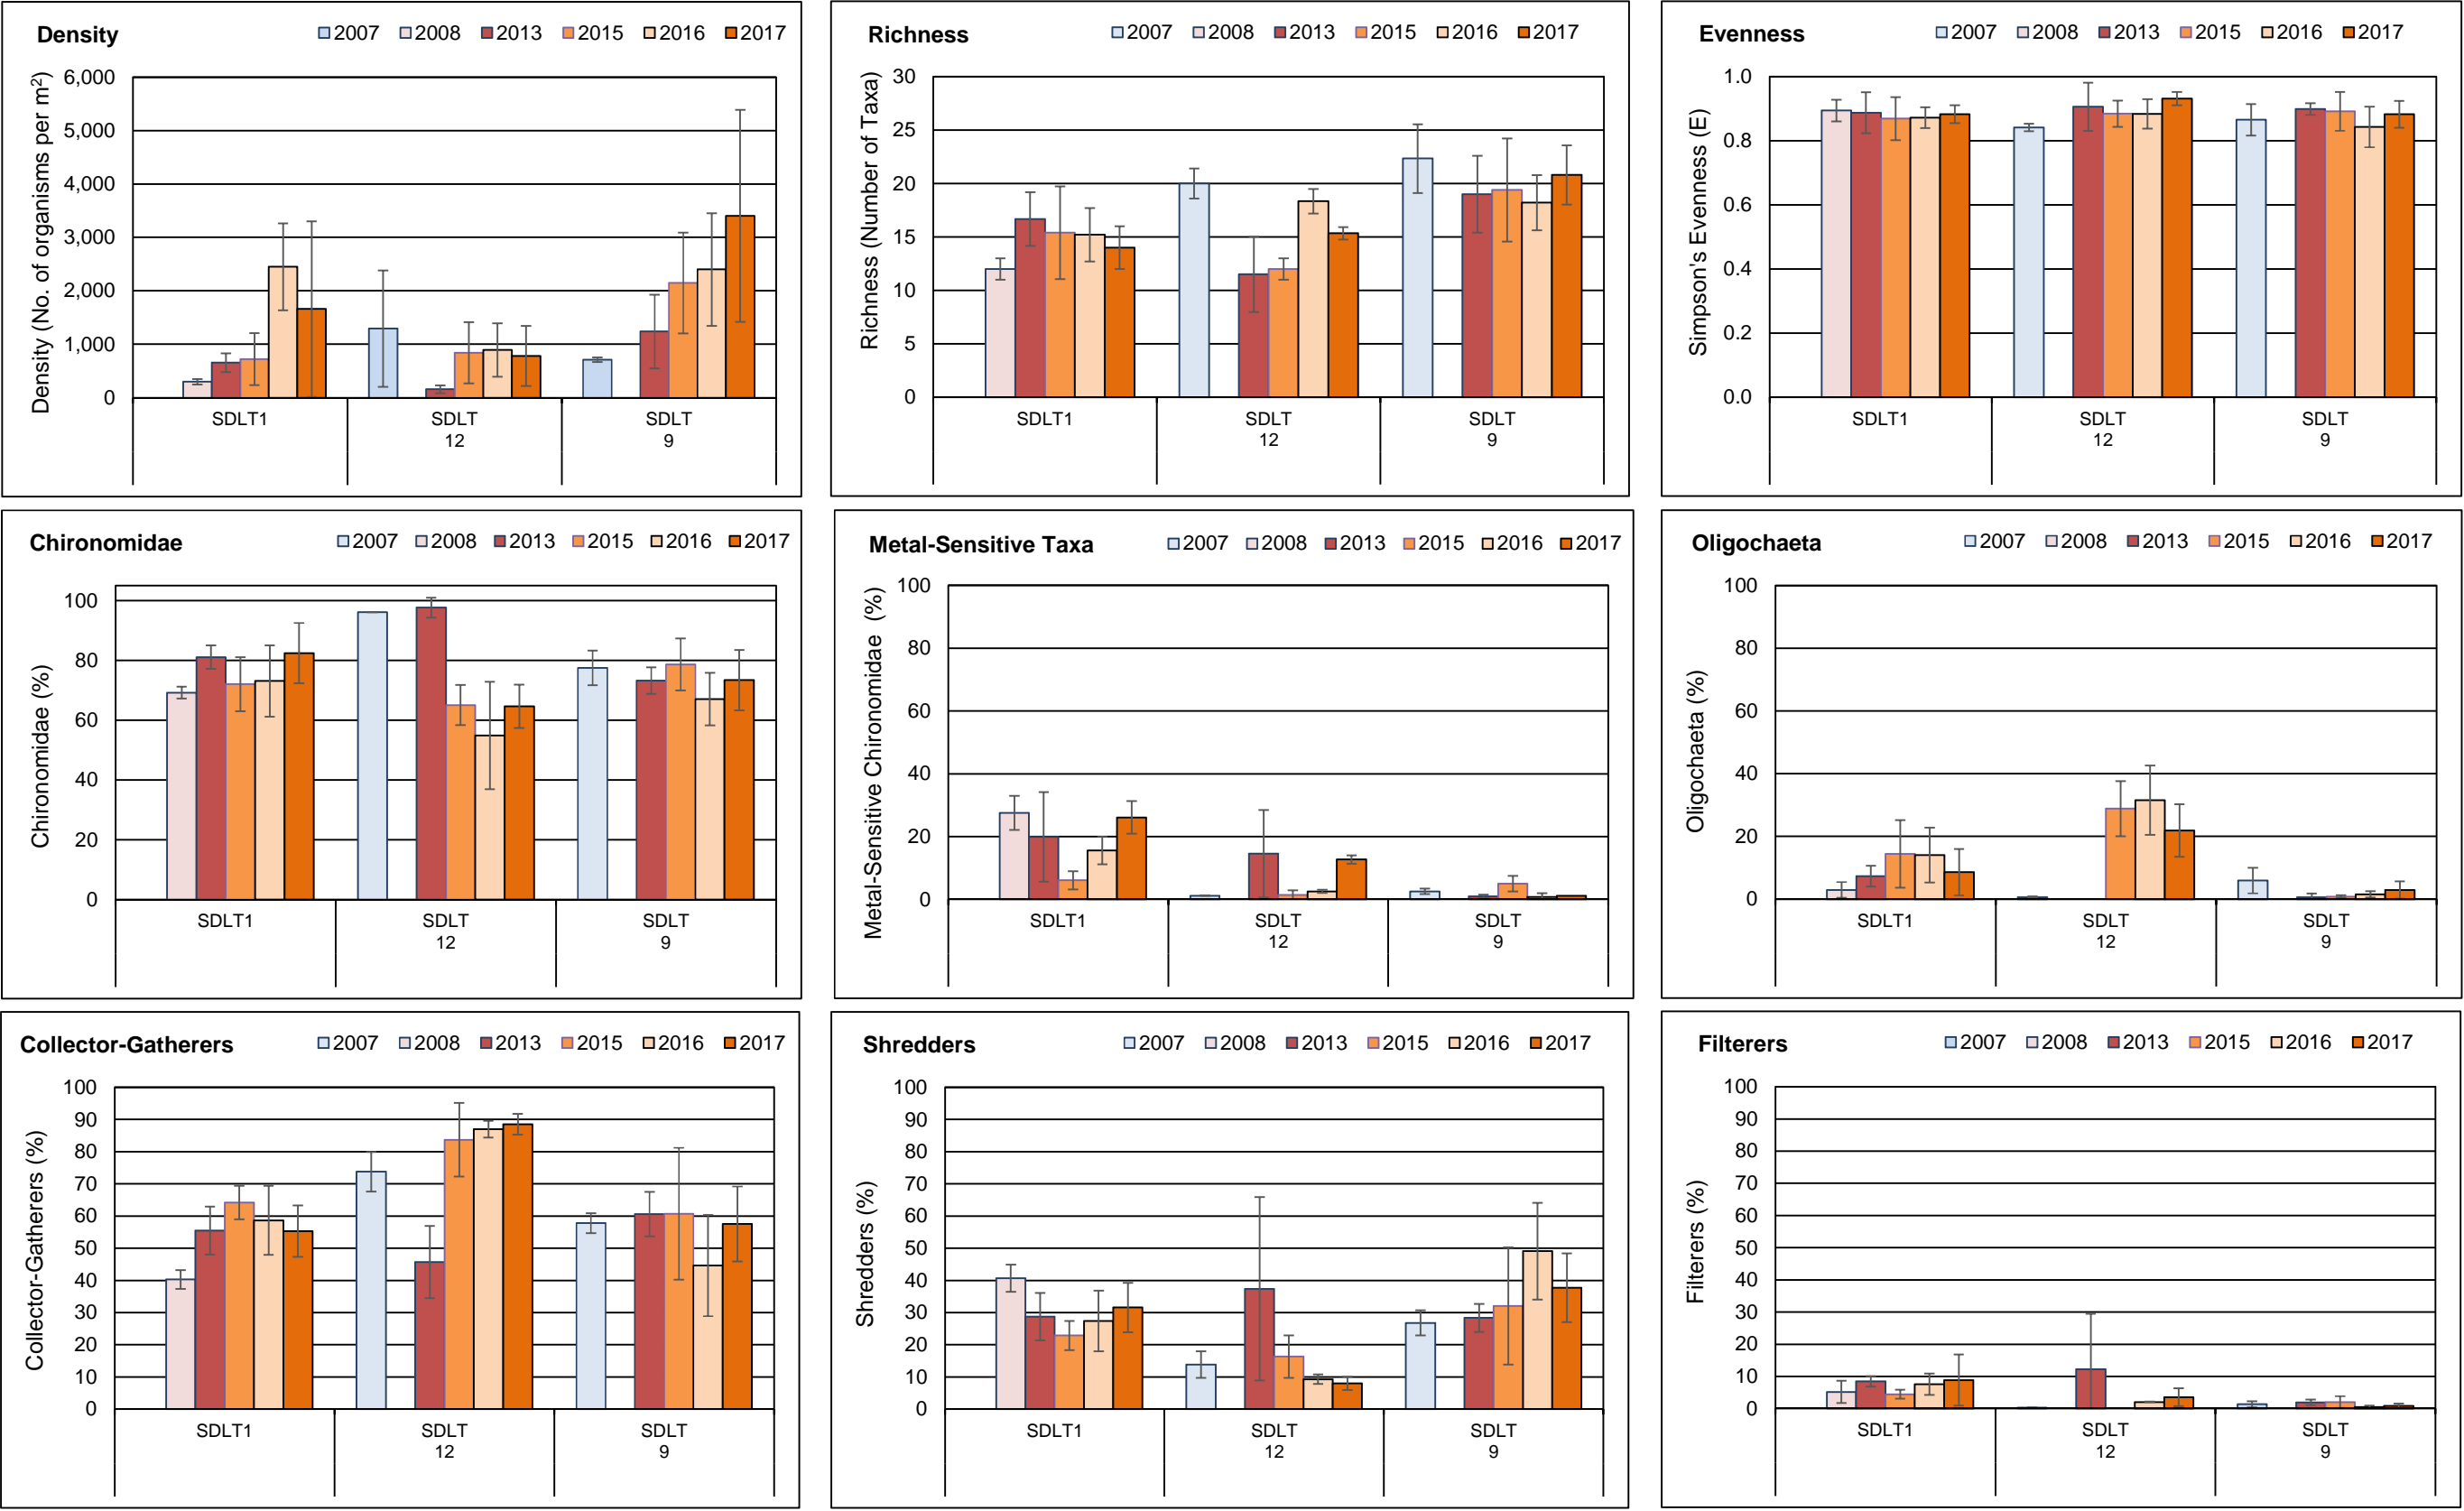 Density 2007 2008 2013 2015 2016 2017
Density (No. of organisms per m²)
6,000
5,000
4,000
3,000
2,000
1,000
0
SDLT1 SDLT SDLT
12 9
Richness 2007 2008 2013 2015 2016 2017
Richness (Number of Taxa)
30
25
20
15
10
5
0
SDLT1 SDLT SDLT
12 9
Evenness 2007 2008 2013 2015 2016 2017
Simpson's Evenness (E)
1.0
0.8
0.6
0.4
0.2
0.0
SDLT1 SDLT SDLT
12 9
Chironomidae 2007 2008 2013 2015 2016 2017
Chironomidae (%)
100
80
60
40
20
0
SDLT1 SDLT SDLT
12 9
Metal-Sensitive Taxa 2007 2008 2013 2015 2016 2017
Metal-Sensitive Chironomidae (%)
100
80
60
40
20
0
SDLT1 SDLT SDLT
12 9
Oligochaeta 2007 2008 2013 2015 2016 2017
Oligochaeta (%)
100
80
60
40
20
0
SDLT1 SDLT SDLT
12 9
Collector-Gatherers 2007 2008 2013 2015 2016 2017
Collector-Gatherers (%)
100
90
80
70
60
50
40
30
20
10
0
SDLT1 SDLT SDLT
12 9
Shredders 2007 2008 2013 2015 2016 2017
Shredders (%)
100
90
80
70
60
50
40
30
20
10
0
SDLT1 SDLT SDLT
12 9
Filterers 2007 2008 2013 2015 2016 2017
Filterers (%)
100
90
80
70
60
50
40
30
20
10
0
SDLT1 SDLT SDLT
12 9